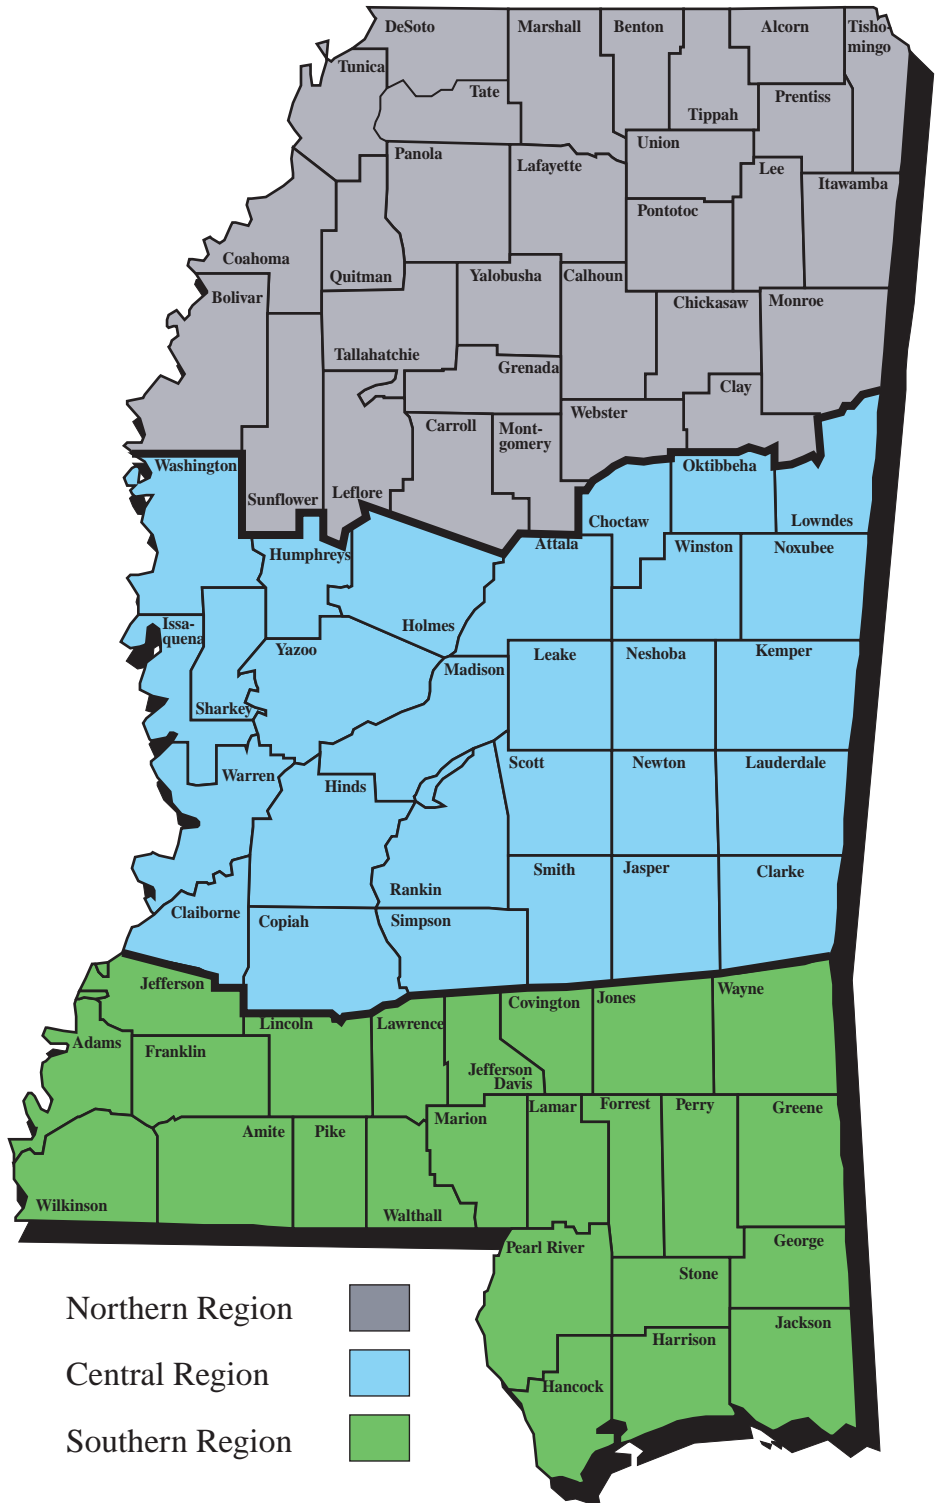 DeSoto
Marshall
Benton
Alcorn
Tisho-
mingo
Tunica
Tate
Prentiss
Tippah
Union
Panola
Lafayette
Lee
Itawamba
Pontotoc
Coahoma
Quitman
Yalobusha
Calhoun
Bolivar
Chickasaw
Monroe
Tallahatchie
Grenada
Clay
Webster
Carroll
Mont-
gomery
Washington
Oktibbeha
Sunflower
Leflore
Choctaw
Lowndes
Humphreys
Attala
Winston
Noxubee
Issa-
quena
Holmes
Yazoo
Leake
Neshoba
Kemper
Madison
Sharkey
Scott
Newton
Lauderdale
Warren
Hinds
Smith
Jasper
Clarke
Rankin
Claiborne
Copiah
Simpson
Jefferson
Covington
Jones
Wayne
Lincoln
Lawrence
Adams
Franklin
Jefferson
Davis
Lamar
Forrest
Perry
Greene
Marion
Amite
Pike
Wilkinson
Walthall
Pearl River
George
Stone
Jackson
Harrison
Hancock
Northern Region
Central Region
Southern Region